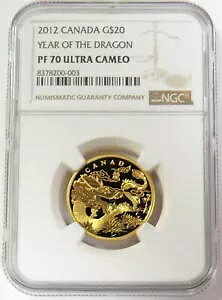 2012 CANADA G$20
YEAR OF THE DRAGON
PF 70 ULTRA CAMEO
8378200-003
NUMISMATIC GUARANTY COMPANY
NGC
CANADA